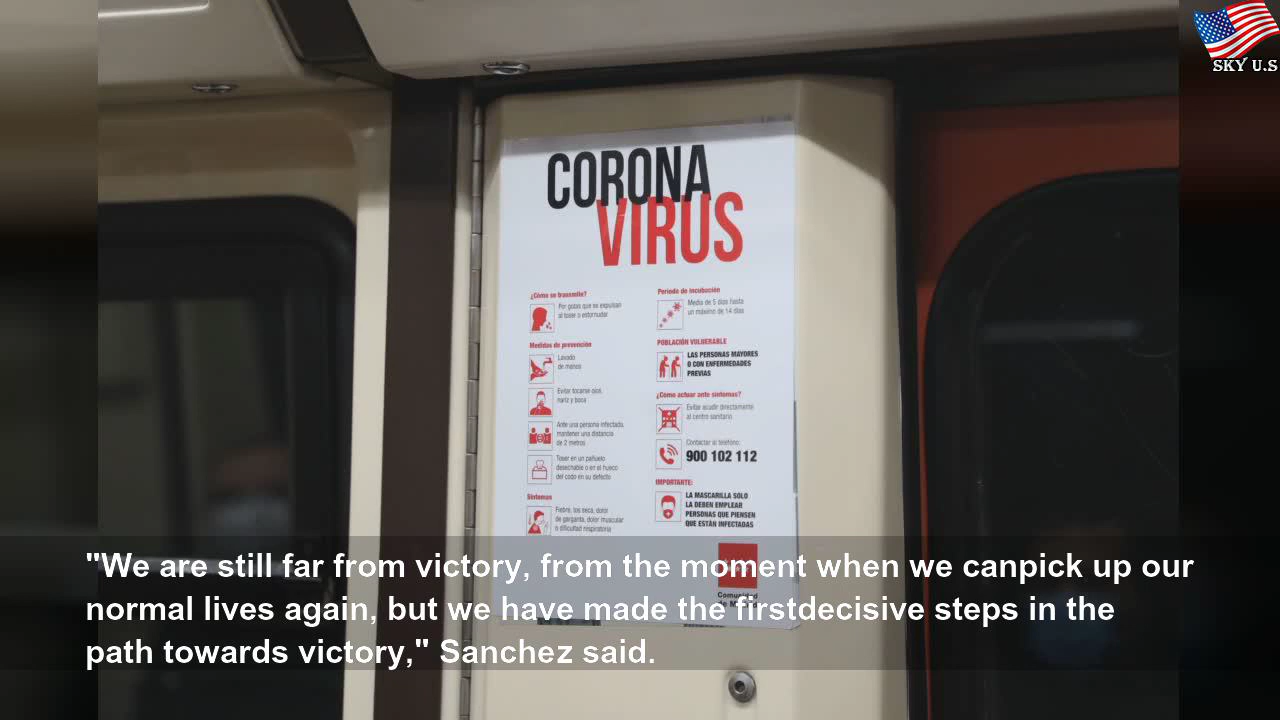 SKY U.S
CORONA
VIRUS
¿Cómo se transmite?
Por gotas que se expulsan
al toser o estornudar
Medidas de prevención
Lavado
de manos
Evitar tocarse ojos,
nariz y boca
Ante una persona infectada,
mantener una distancia
de 2 metros
Toser en un pañuelo
desechable o en el hueco
del codo en su defecto
Síntomas
Fiebre, tos seca, dolor
de garganta, dolor muscular
o dificultad respiratoria
Periodo de incubación
Media de 5 días hasta
un máximo de 14 días
POBLACIÓN VULNERABLE
LAS PERSONAS MAYORES
O CON ENFERMEDADES
PREVIAS
¿Cómo actuar ante síntomas?
Evitar acudir directamente
al centro sanitario
Contactar al teléfono:
900 102 112
IMPORTANTE:
LA MASCARILLA SOLO
LA DEBEN EMPLEAR
PERSONAS QUE PIENSEN
QUE ESTÁN INFECTADAS
Comunidad
"We are still far from victory, from the moment when we canpick up our
normal lives again, but we have made the firstdecisive steps in the
path towards victory," Sanchez said.